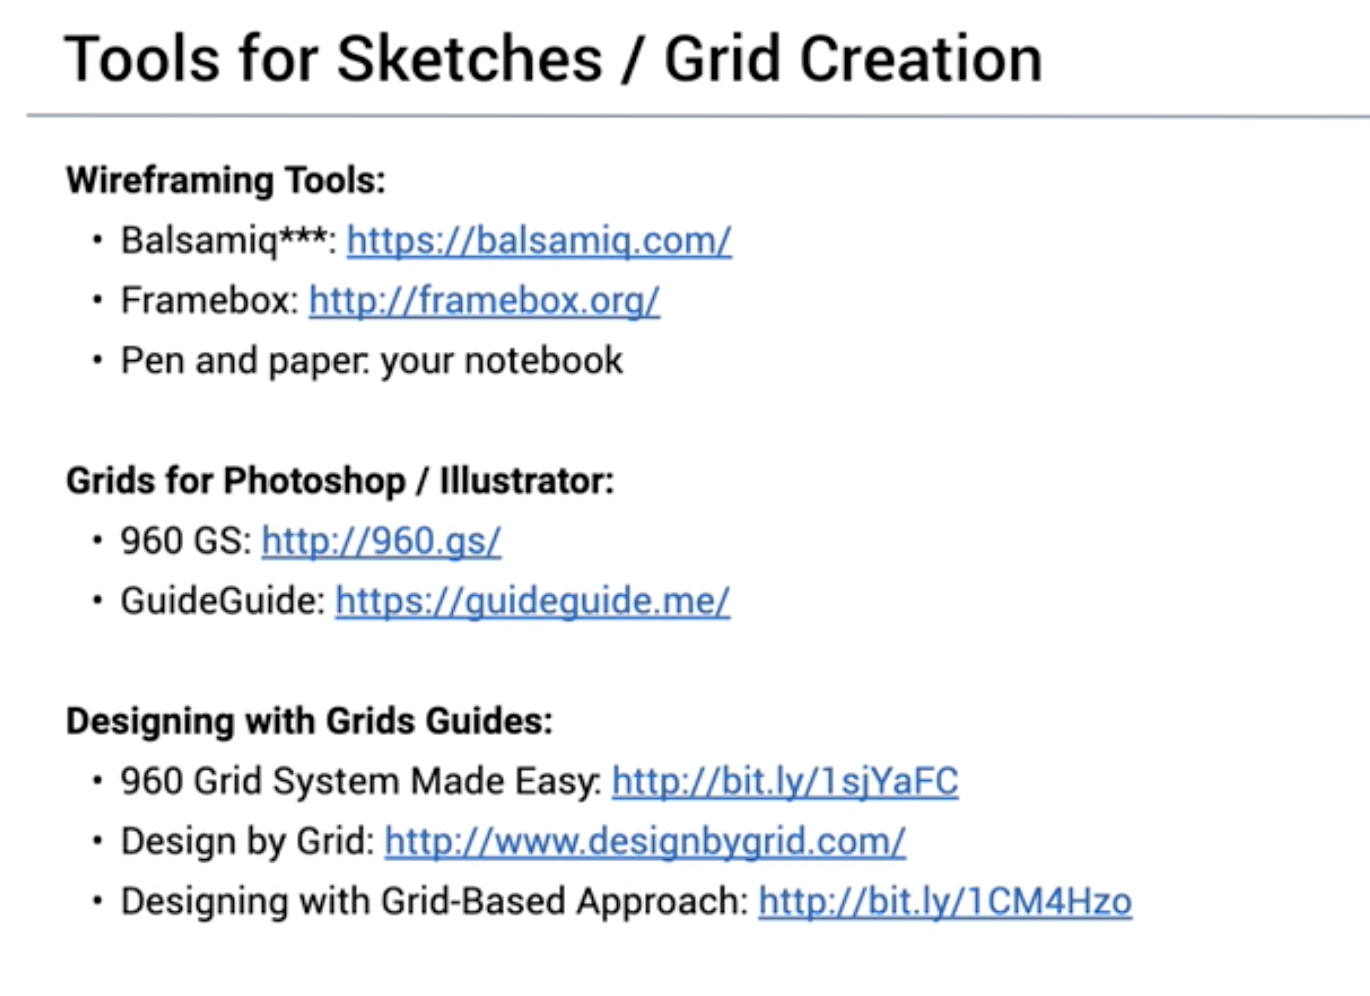 Tools for Sketches / Grid Creation
Wireframing Tools:
• Balsamiq***: https://balsamiq.com/
• Framebox: http://framebox.org/
• Pen and paper: your notebook
Grids for Photoshop / Illustrator:
• 960 GS: http://960.gs/
• GuideGuide: https://guideguide.me/
Designing with Grids Guides:
• 960 Grid System Made Easy: http://bit.ly/1sjYaFC
• Design by Grid: http://www.designbygrid.com/
• Designing with Grid-Based Approach: http://bit.ly/1CM4Hzo